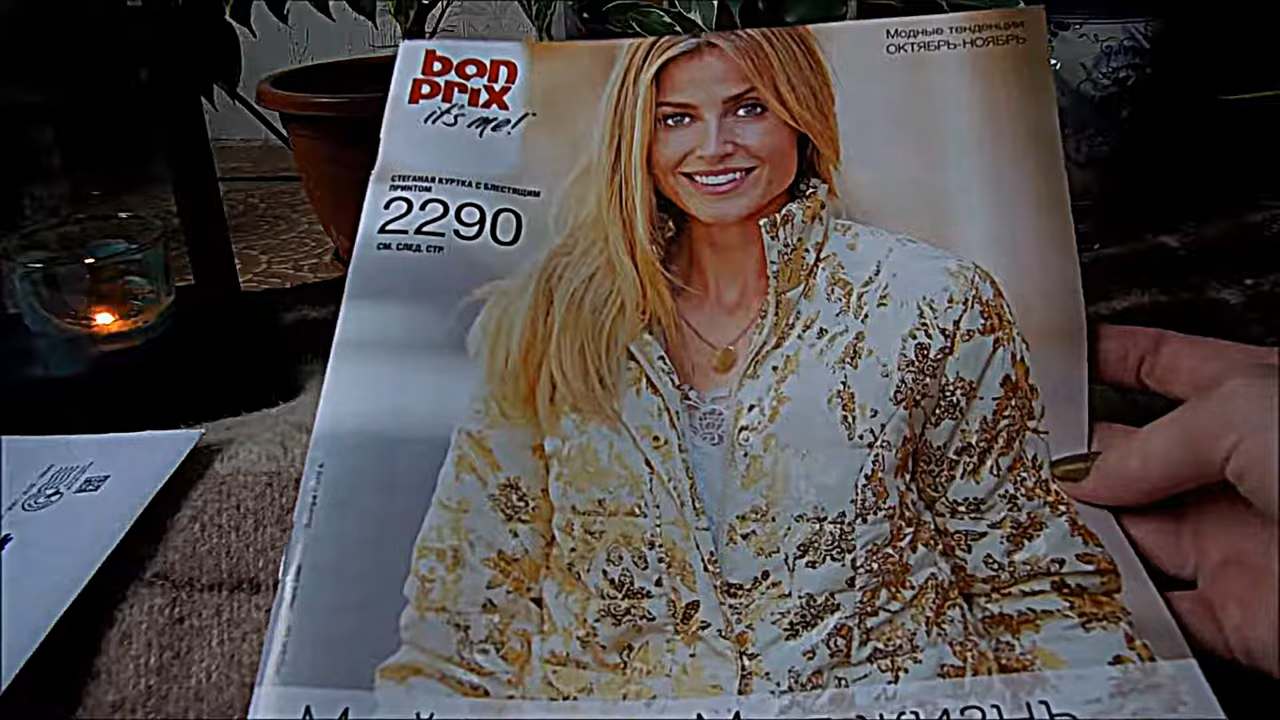 bon
prix
it's me!
Модные тенденции
ОКТЯБРЬ-НОЯБРЬ
СТЕГАНАЯ КУРТКА С БЛЕСТЯЩИМ
ПРИНТОМ
2290
СМ. СЛЕД. СТР.